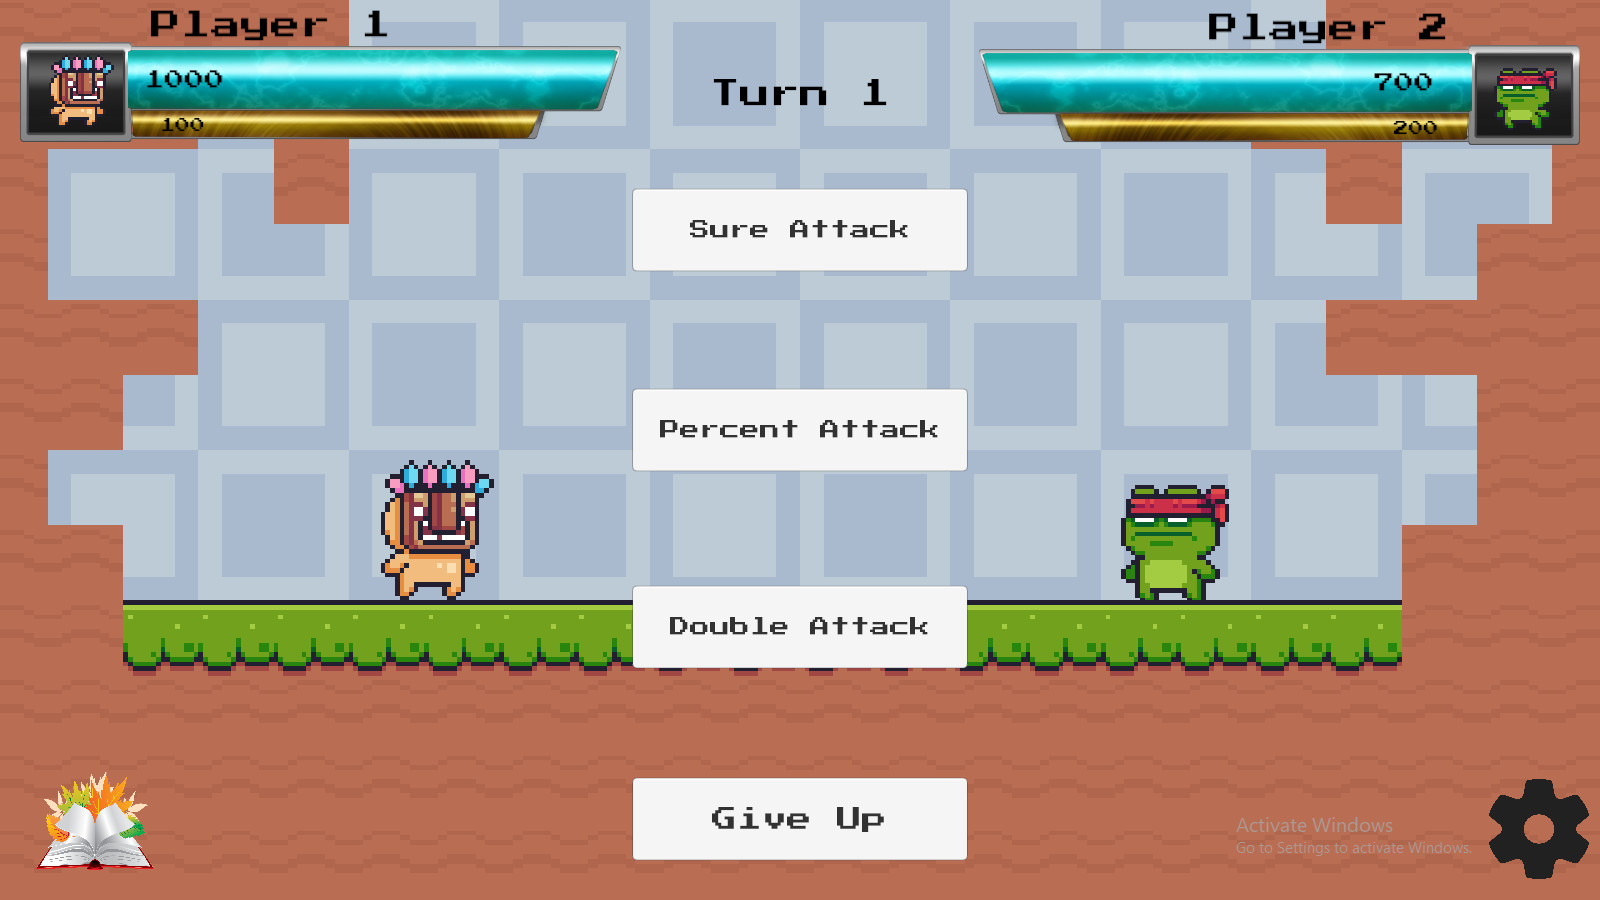 Player 1
Player 2
1000
Turn 1
700
100
200
Sure Attack
Percent Attack
Double Attack
Give Up
Activate Windows
Go to Settings to activate Windows.